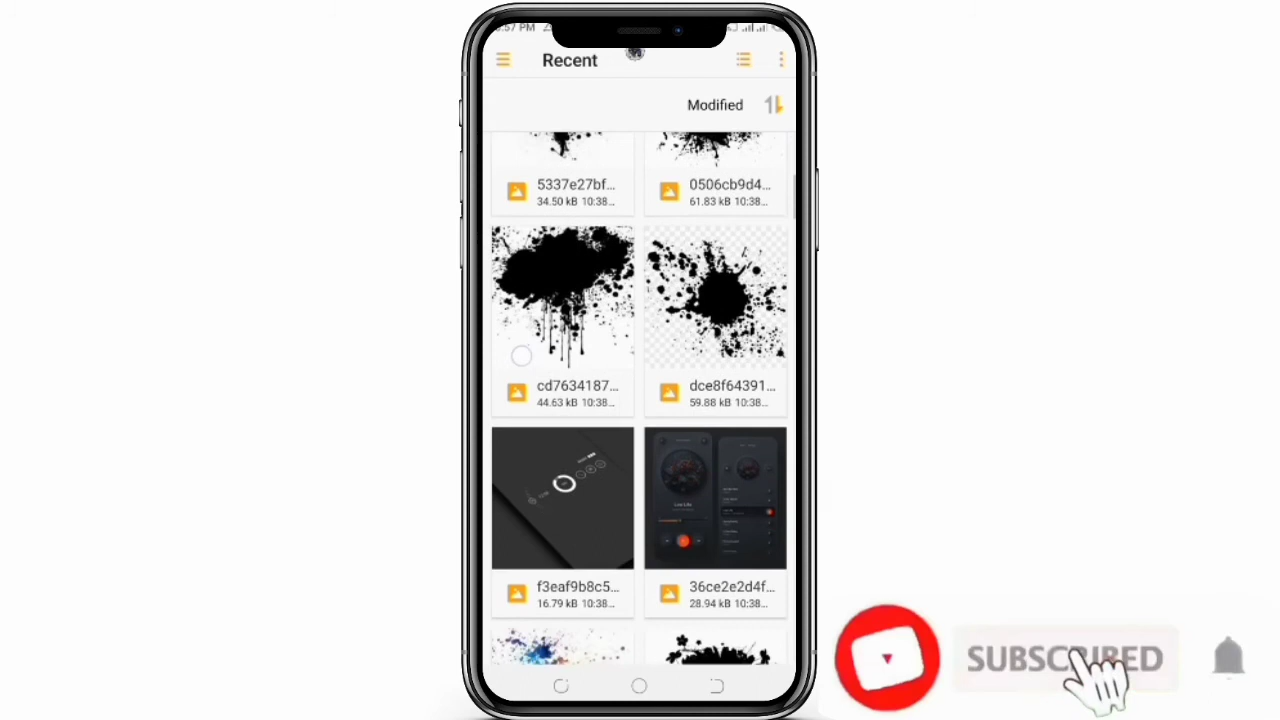 :57 PM
Recent
Modified
5337e27bf...
34.50 kB 10:38...
0506cb9d4...
61.83 kB 10:38...
cd7634187...
44.63 kB 10:38...
dce8f64391...
59.88 kB 10:38...
f3eaf9b8c5...
16.79 kB 10:38...
36ce2e2d4f...
28.94 kB 10:38...
SUBSCRIBED